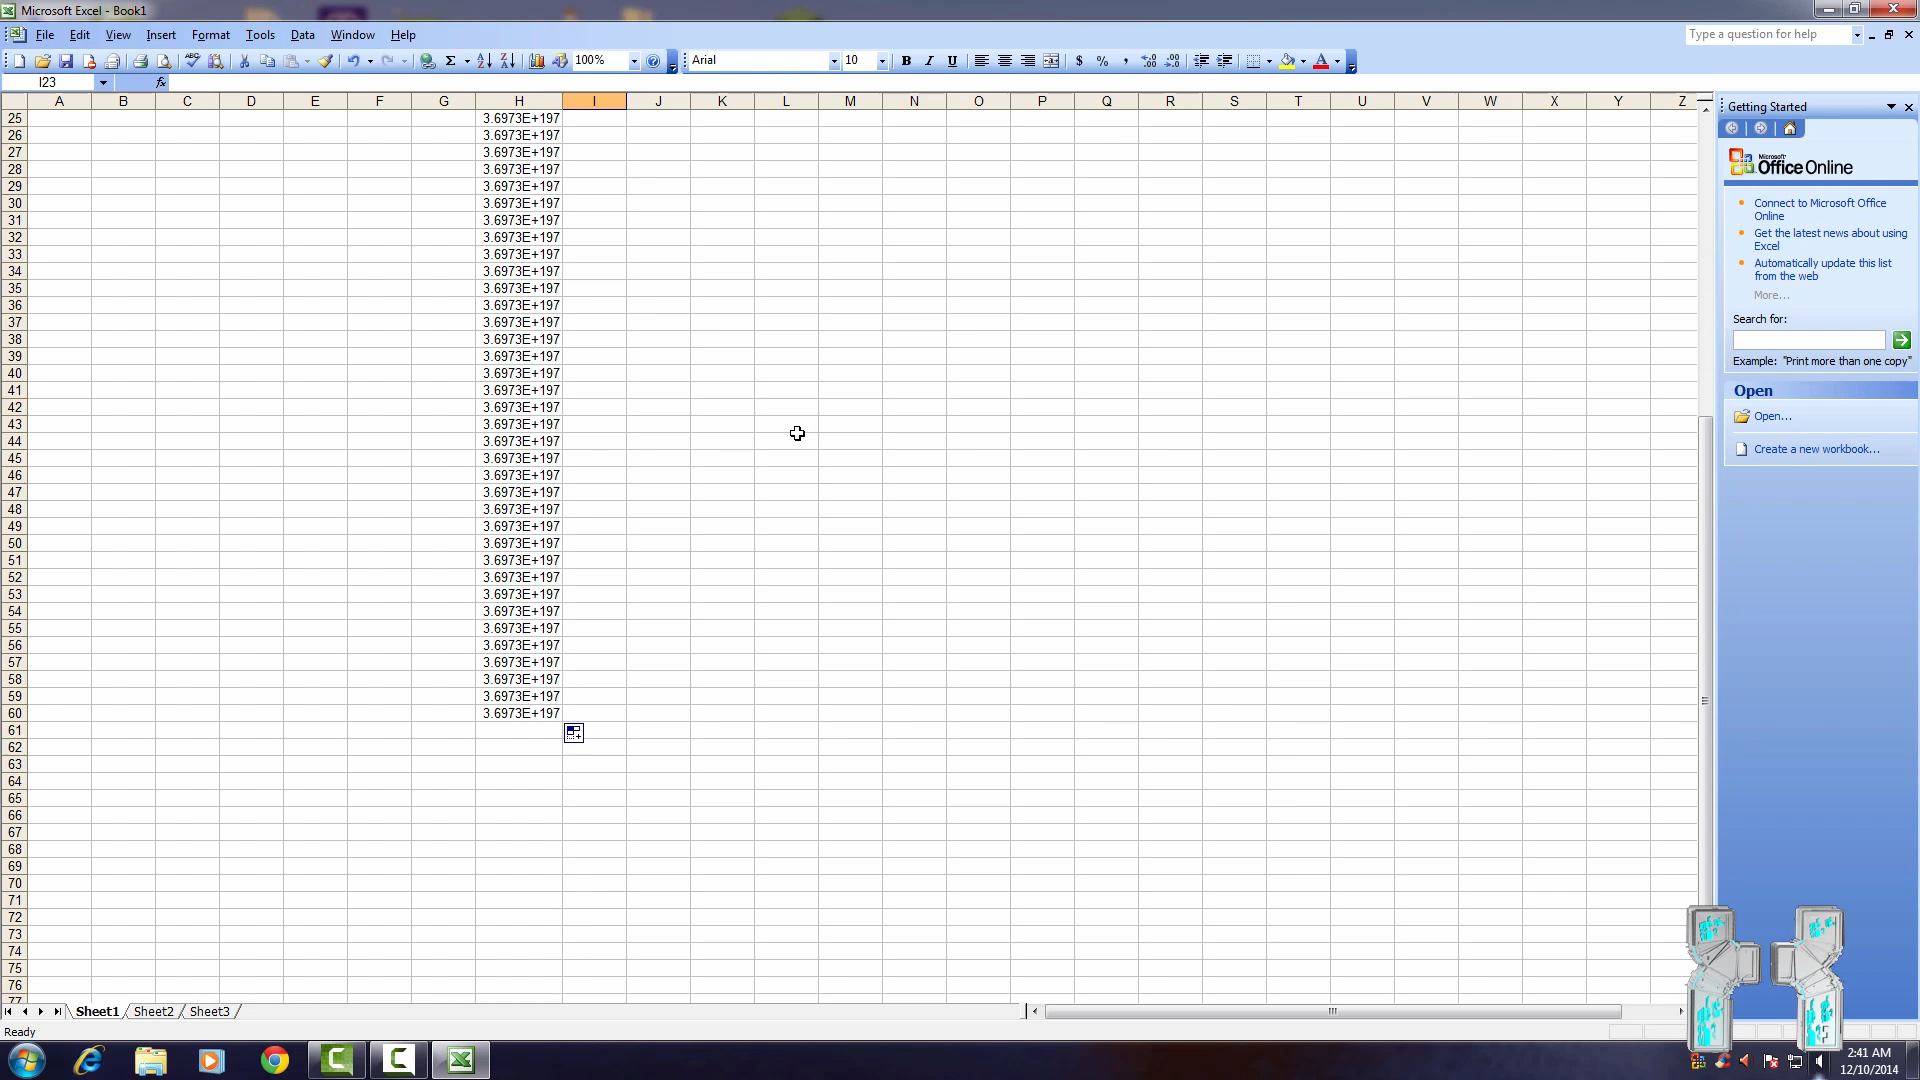 Microsoft Excel - Book1
File Edit View Insert Format Tools Data Window Help
Type a question for help
100%
Arial
10
B I U $ % ,
I23
fx
A B C D E F G H I J K L M N O P Q R S T U V W X Y Z
25 3.6973E+197
26 3.6973E+197
27 3.6973E+197
28 3.6973E+197
29 3.6973E+197
30 3.6973E+197
31 3.6973E+197
32 3.6973E+197
33 3.6973E+197
34 3.6973E+197
35 3.6973E+197
36 3.6973E+197
37 3.6973E+197
38 3.6973E+197
39 3.6973E+197
40 3.6973E+197
41 3.6973E+197
42 3.6973E+197
43 3.6973E+197
44 3.6973E+197
45 3.6973E+197
46 3.6973E+197
47 3.6973E+197
48 3.6973E+197
49 3.6973E+197
50 3.6973E+197
51 3.6973E+197
52 3.6973E+197
53 3.6973E+197
54 3.6973E+197
55 3.6973E+197
56 3.6973E+197
57 3.6973E+197
58 3.6973E+197
59 3.6973E+197
60 3.6973E+197
61
62
63
64
65
66
67
68
69
70
71
72
73
74
75
76
77
Getting Started
Microsoft
Office Online
Connect to Microsoft Office
Online
Get the latest news about using
Excel
Automatically update this list
from the web
More...
Search for:
Example: "Print more than one copy"
Open
Open...
Create a new workbook...
Sheet1 Sheet2 Sheet3
Ready
2:41 AM
12/10/2014